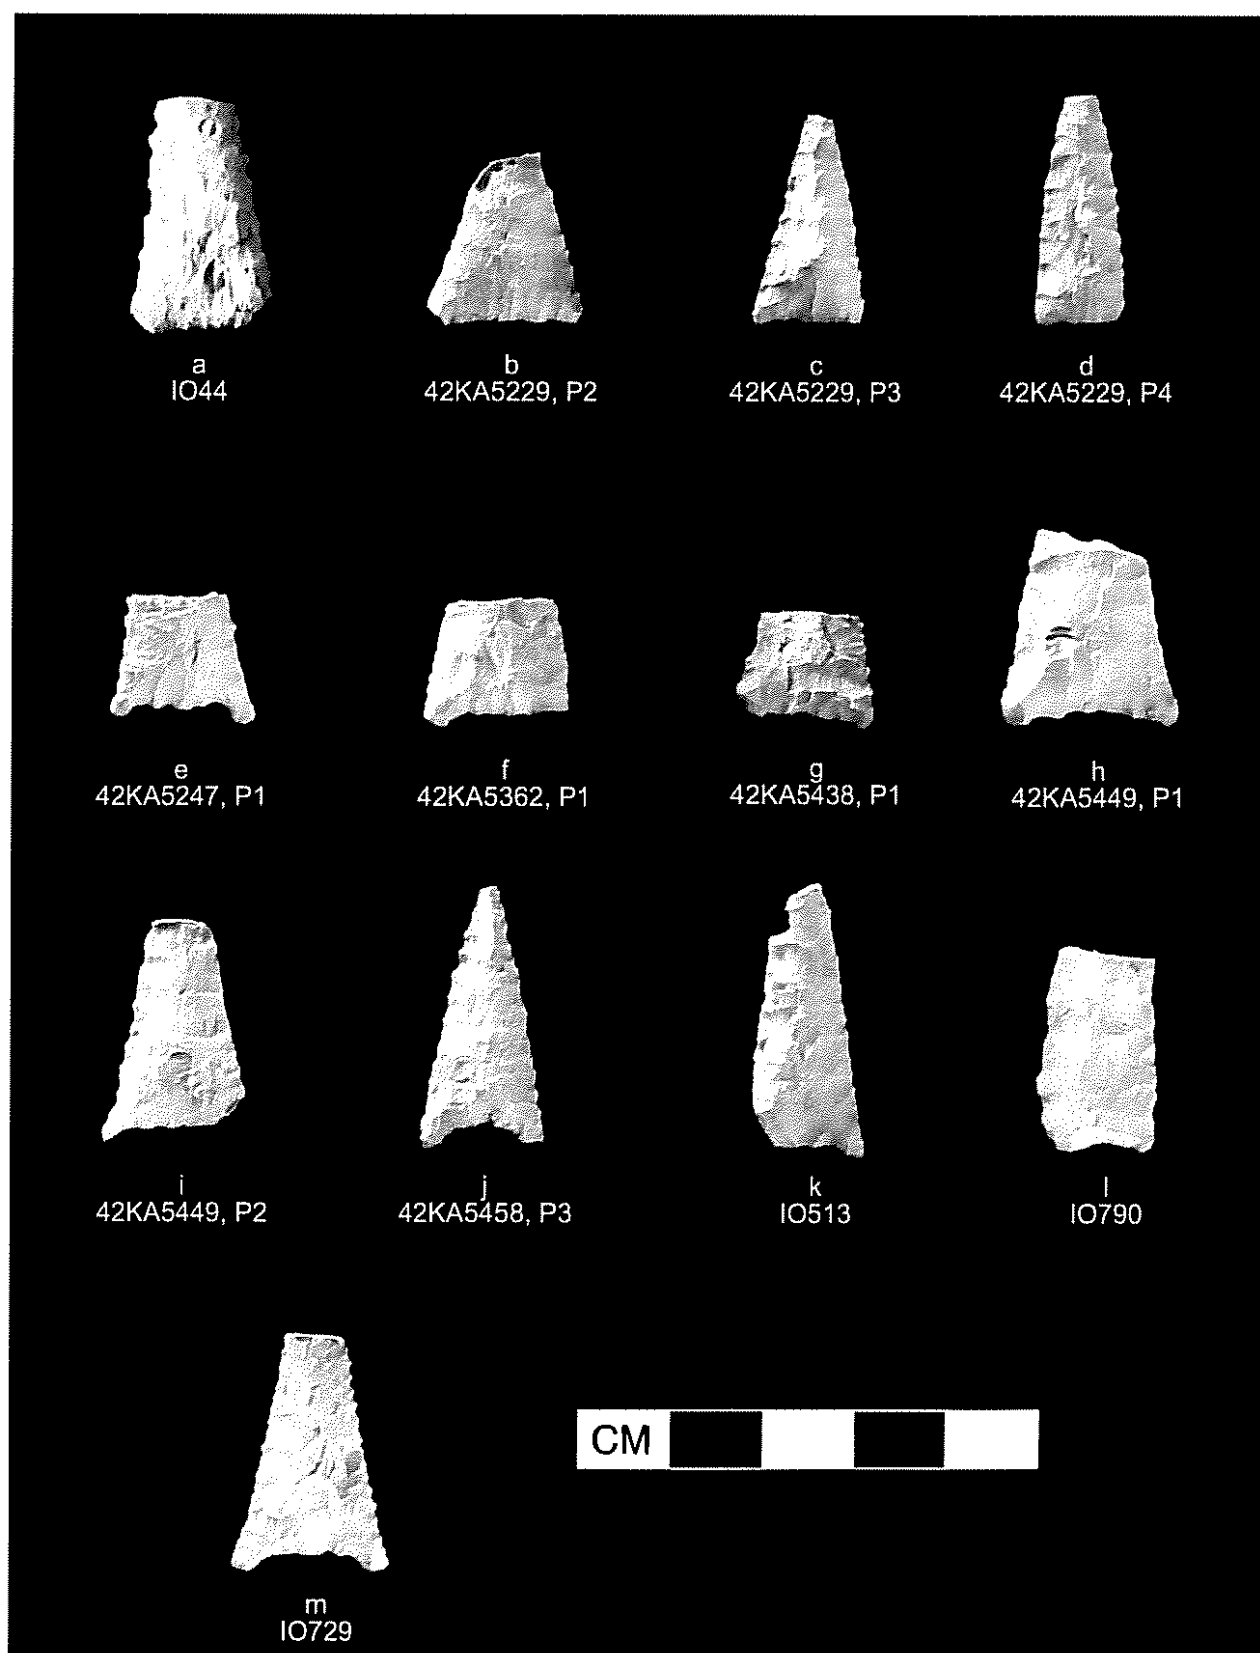 a
IO44
b
42KA5229, P2
c
42KA5229, P3
d
42KA5229, P4
e
42KA5247, P1
f
42KA5362, P1
g
42KA5438, P1
h
42KA5449, P1
i
42KA5449, P2
j
42KA5458, P3
k
IO513
l
IO790
m
IO729
CM